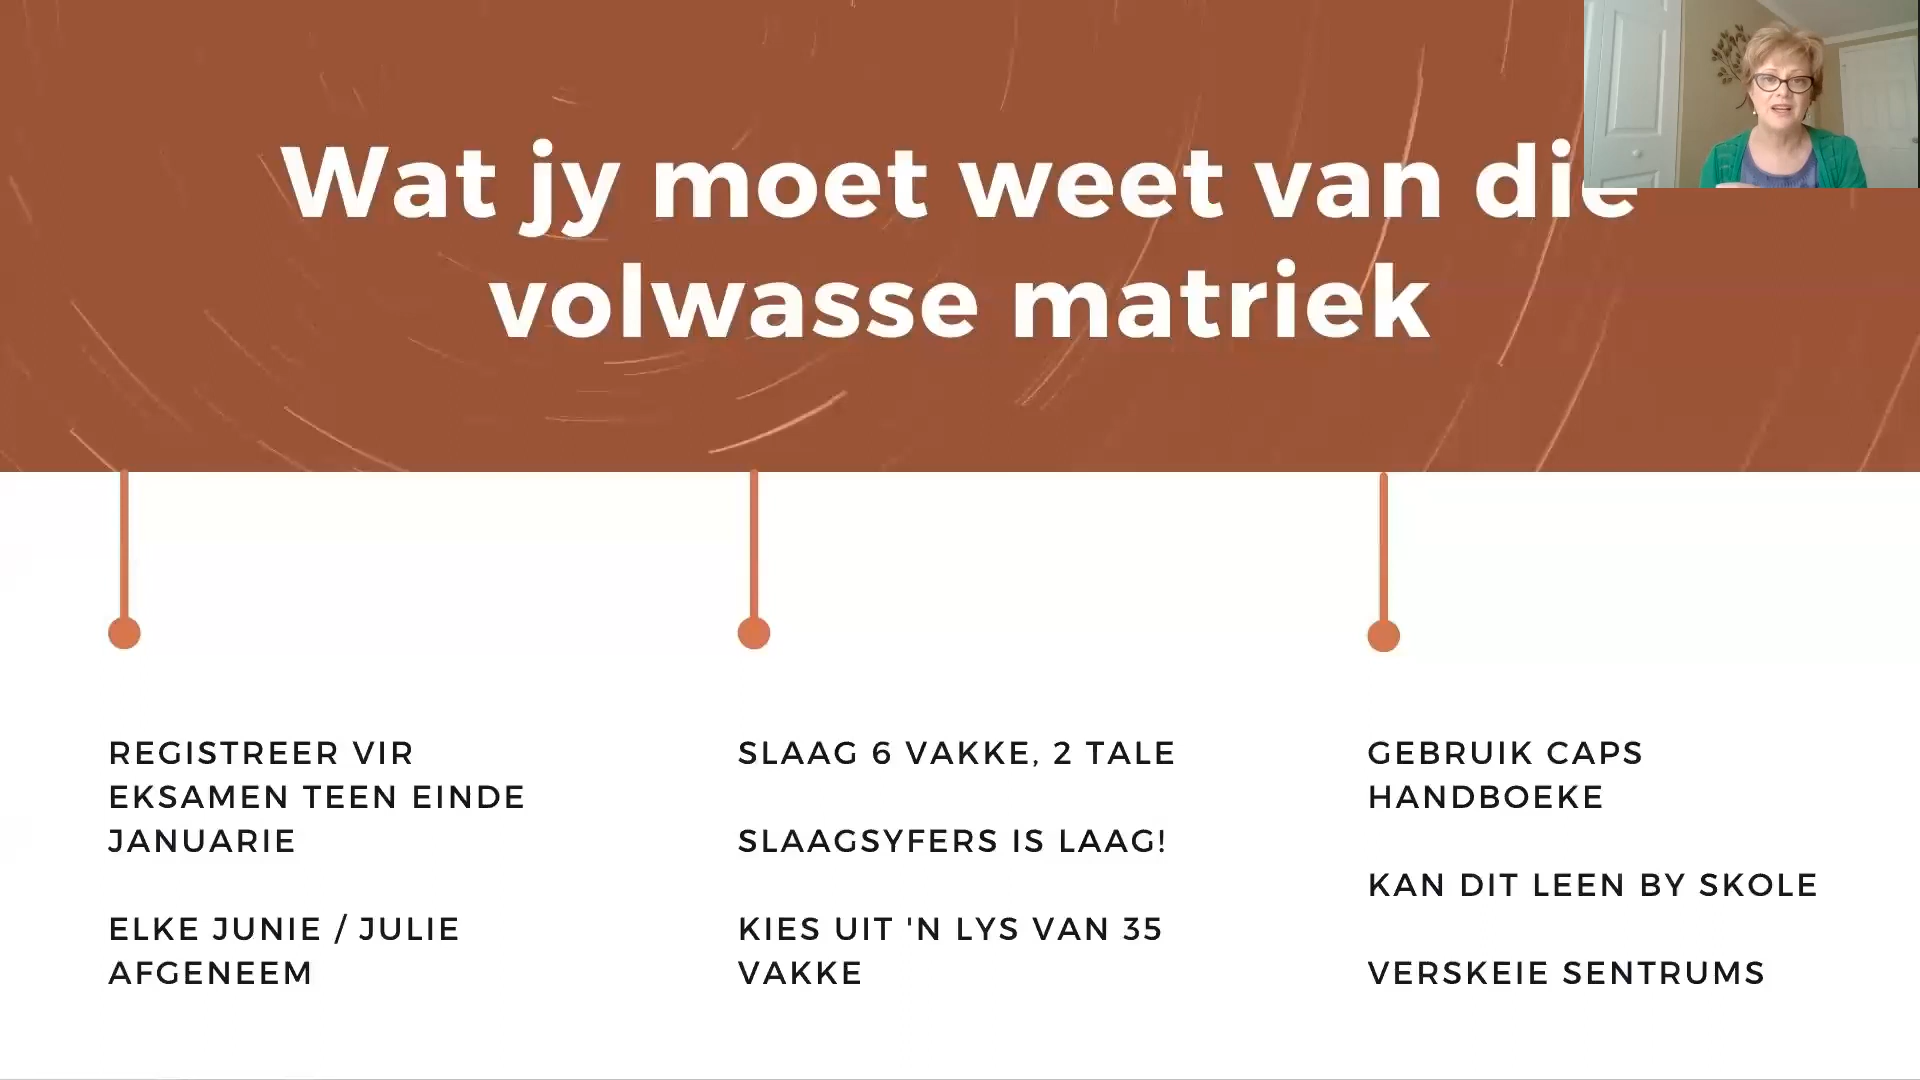 Wat jy moet weet van die
volwasse matriek
REGISTREER VIR
EKSAMEN TEEN EINDE
JANUARIE
ELKE JUNIE / JULIE
AFGENEEM
SLAAG 6 VAKKE, 2 TALE
SLAAGSYFERS IS LAAG!
KIES UIT 'N LYS VAN 35
VAKKE
GEBRUIK CAPS
HANDBOEKE
KAN DIT LEEN BY SKOLE
VERSKEIE SENTRUMS